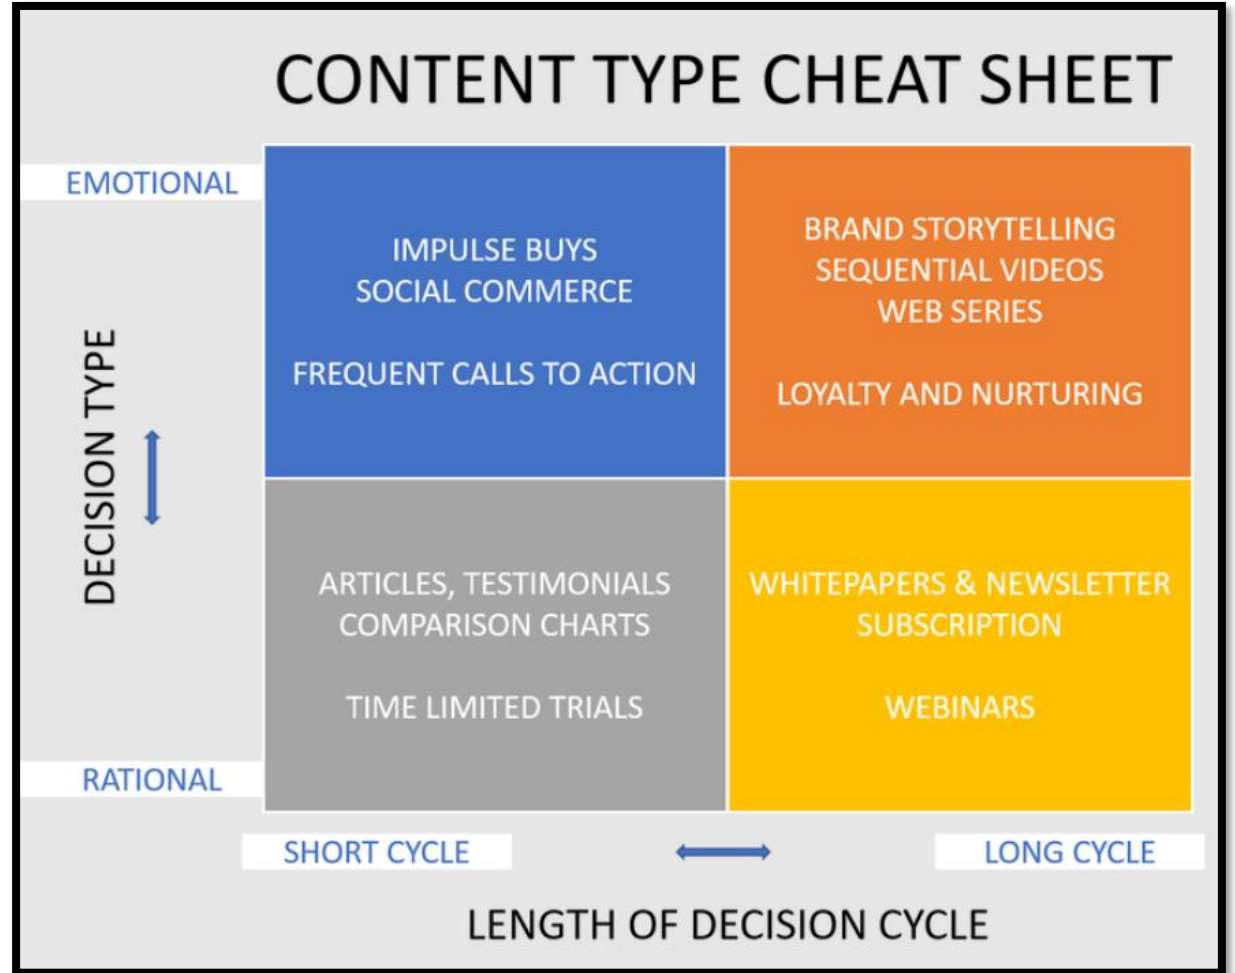 CONTENT TYPE CHEAT SHEET
EMOTIONAL
IMPULSE BUYS
SOCIAL COMMERCE
FREQUENT CALLS TO ACTION
BRAND STORYTELLING
SEQUENTIAL VIDEOS
WEB SERIES
LOYALTY AND NURTURING
DECISION TYPE
ARTICLES, TESTIMONIALS
COMPARISON CHARTS
TIME LIMITED TRIALS
WHITEPAPERS & NEWSLETTER
SUBSCRIPTION
WEBINARS
RATIONAL
SHORT CYCLE
LONG CYCLE
LENGTH OF DECISION CYCLE